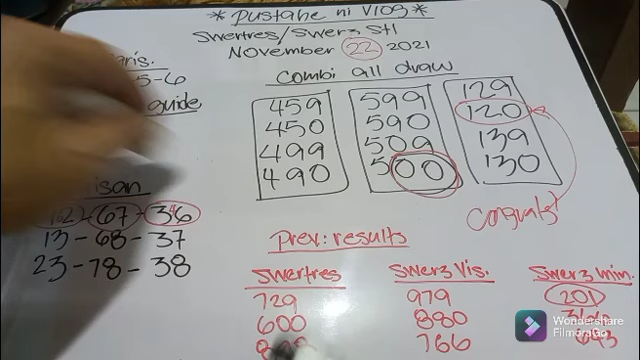 *Pustahe ni Vlog*
Swertres/Swer3 Stl
November 22 2021
Combi all draw
5-6
guide
459
450
499
490
599
590
509
500
129
120
139
130
Congrats!
12-67-36
13-68-37
23-78-38
Prev: results
Swertres
729
600
Swer3 Vis.
979
880
766
Swer3 min.
201
Wondershare
FilmoraGo